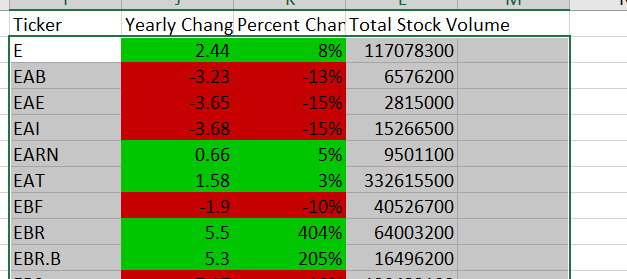 Ticker Yearly Chang Percent Chan Total Stock Volume
E 2.44 8% 117078300
EAB -3.23 -13% 6576200
EAE -3.65 -15% 2815000
EAI -3.68 -15% 15266500
EARN 0.66 5% 9501100
EAT 1.58 3% 332615500
EBF -1.9 -10% 40526700
EBR 5.5 404% 64003200
EBR.B 5.3 205% 16496200